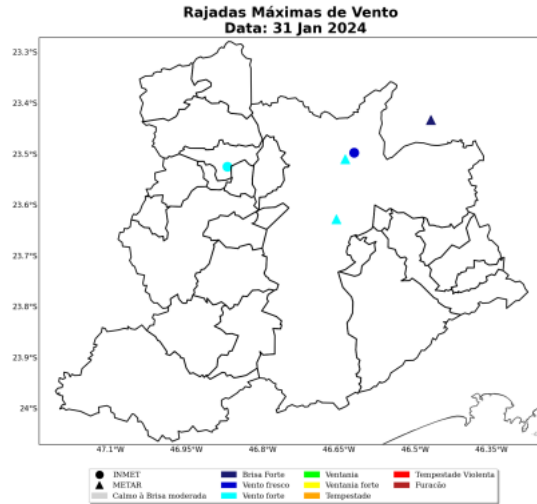 Rajadas Máximas de Vento
Data: 31 Jan 2024
23.3°S
23.4°S
23.5°S
23.6°S
23.7°S
23.8°S
23.9°S
24°S
47.1°W
46.95°W
46.8°W
46.65°W
46.5°W
46.35°W
INMET
METAR
Calmo à Brisa moderada
Brisa Forte
Vento fresco
Vento forte
Ventania
Ventania forte
Tempestade
Tempestade Violenta
Furacão